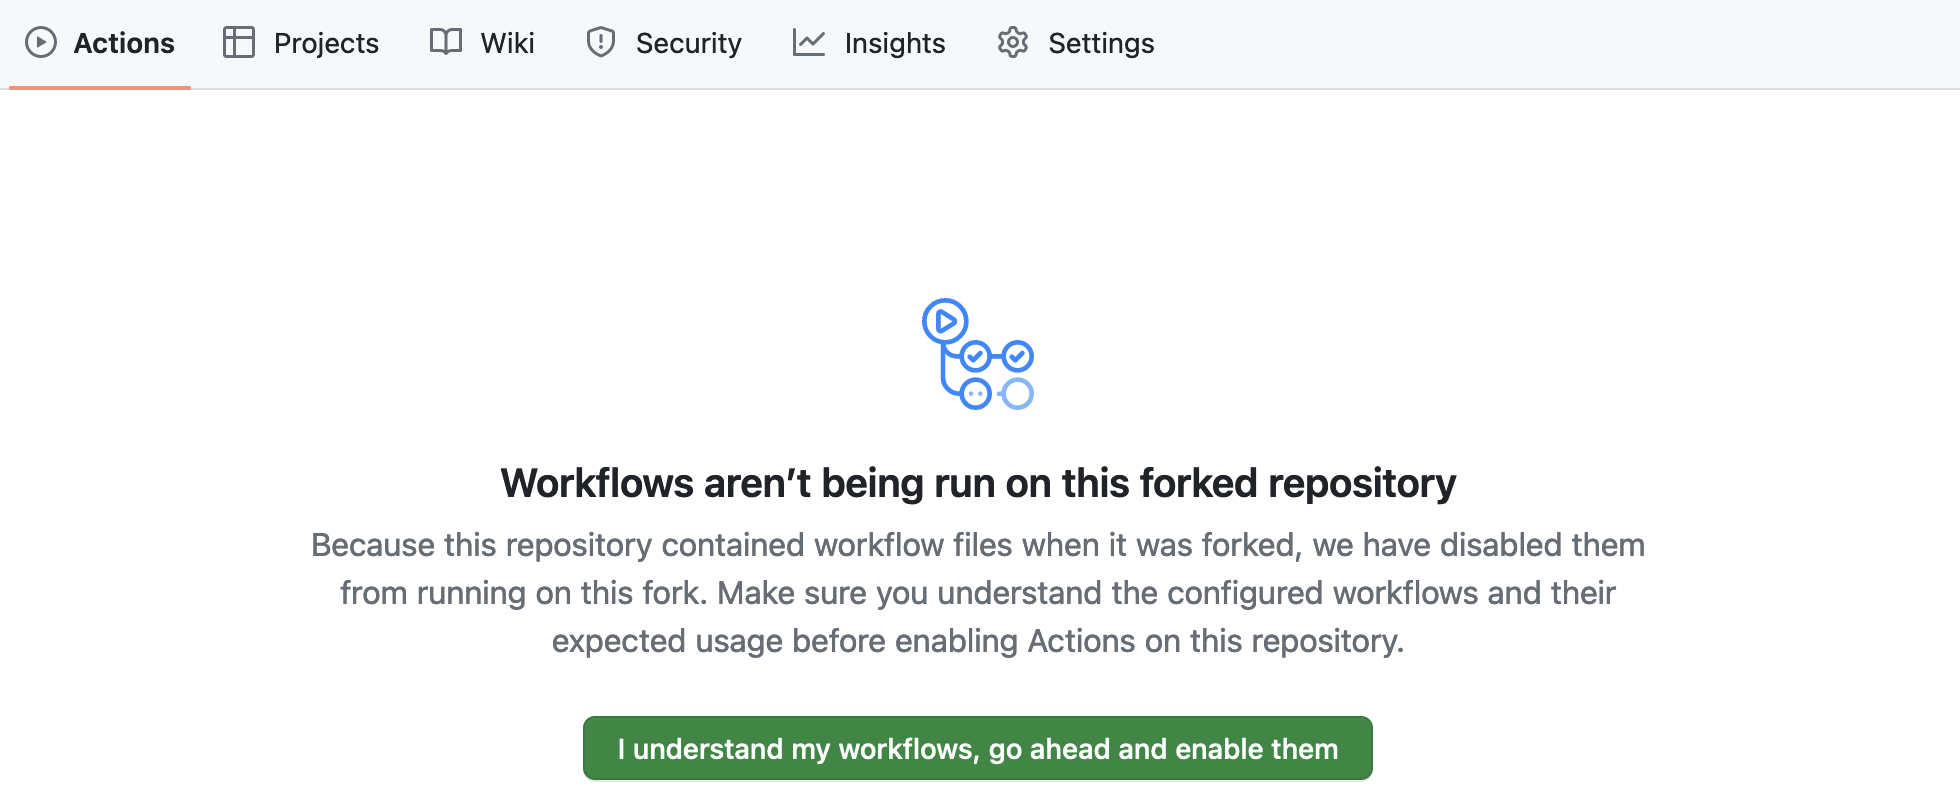 Actions Projects Wiki Security Insights Settings
Workflows aren’t being run on this forked repository
Because this repository contained workflow files when it was forked, we have disabled them
from running on this fork. Make sure you understand the configured workflows and their
expected usage before enabling Actions on this repository.
I understand my workflows, go ahead and enable them